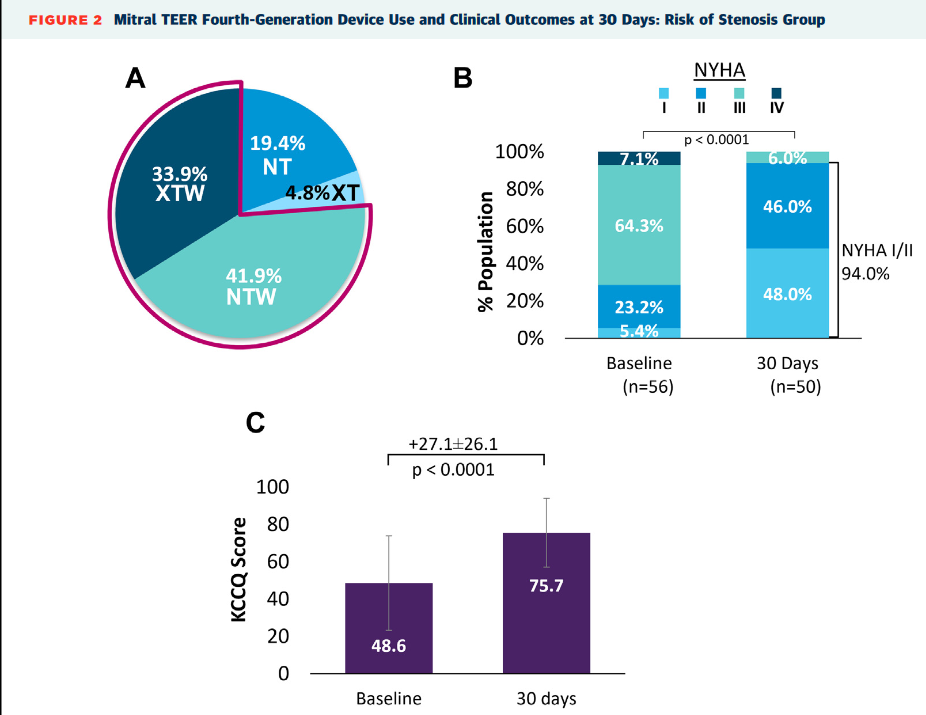 FIGURE 2 Mitral TEER Fourth-Generation Device Use and Clinical Outcomes at 30 Days: Risk of Stenosis Group
A
19.4%
NT
4.8% XT
33.9%
XTW
41.9%
NTW
B
NYHA
I II III IV
p < 0.0001
% Population
100%
80%
60%
40%
20%
0%
7.1%
64.3%
23.2%
5.4%
6.0%
46.0%
48.0%
NYHA I/II
94.0%
Baseline
(n=56)
30 Days
(n=50)
C
+27.1±26.1
p < 0.0001
KCCQ Score
100
80
60
40
20
0
48.6
75.7
Baseline
30 days